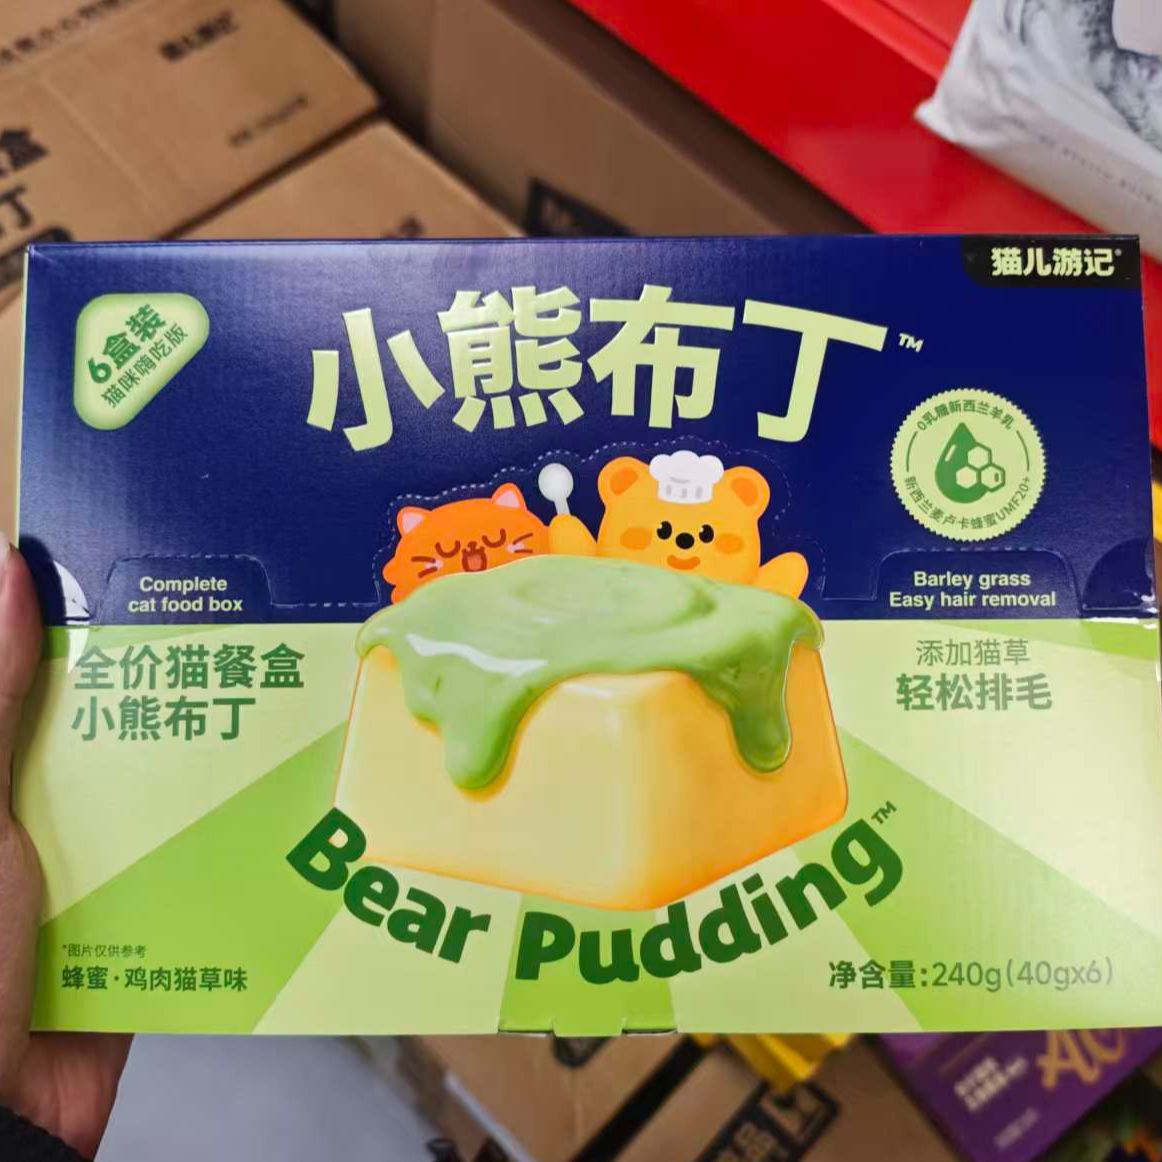 猫儿游记
小熊布丁™
6盒装
猫咪嗨吃版
0乳糖新西兰羊乳
新西兰麦卢卡蜂蜜UMF20+
Complete
cat food box
全价猫餐盒
小熊布丁
Barley grass
Easy hair removal
添加猫草
轻松排毛
Bear Pudding™
*图片仅供参考
蜂蜜·鸡肉猫草味
净含量:240g(40gx6)